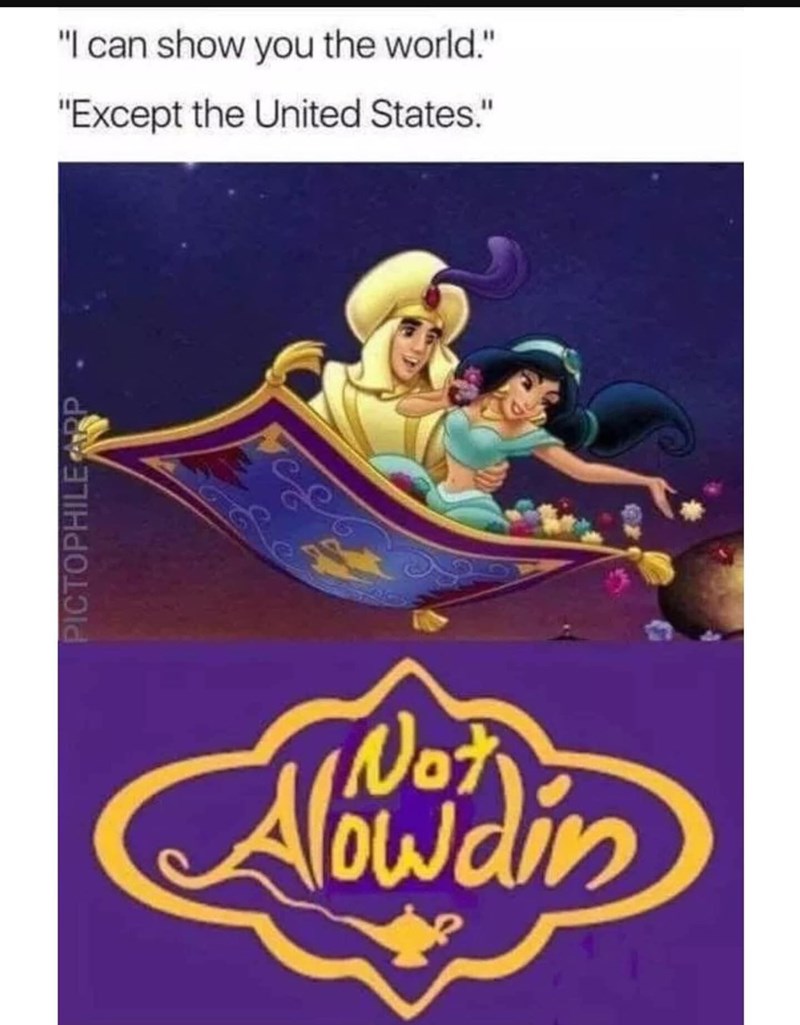 "I can show you the world."
"Except the United States."
PICTOPHILE APP
Not
Alowdin